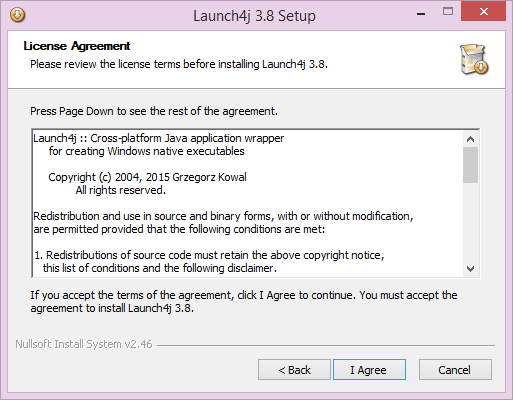 Launch4j 3.8 Setup
License Agreement
Please review the license terms before installing Launch4j 3.8.
Press Page Down to see the rest of the agreement.
Launch4j :: Cross-platform Java application wrapper
for creating Windows native executables
Copyright (c) 2004, 2015 Grzegorz Kowal
All rights reserved.
Redistribution and use in source and binary forms, with or without modification,
are permitted provided that the following conditions are met:
1. Redistributions of source code must retain the above copyright notice,
this list of conditions and the following disclaimer.
If you accept the terms of the agreement, click I Agree to continue. You must accept the
agreement to install Launch4j 3.8.
Nullsoft Install System v2.46
< Back
I Agree
Cancel